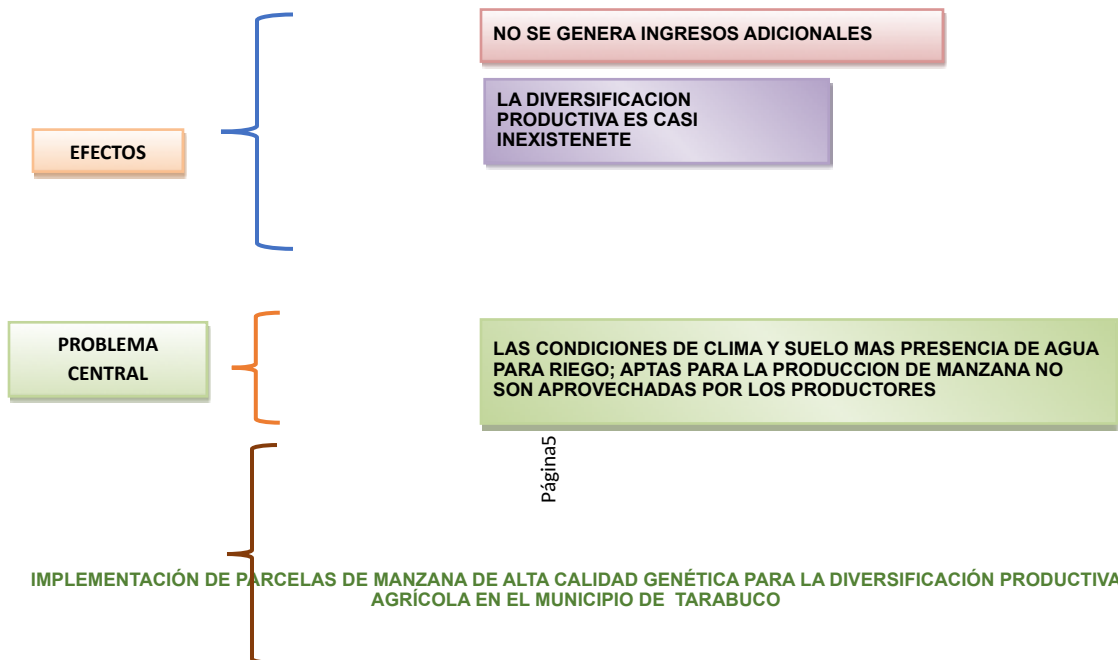 NO SE GENERA INGRESOS ADICIONALES
LA DIVERSIFICACION
PRODUCTIVA ES CASI
INEXISTENETE
EFECTOS
PROBLEMA
CENTRAL
LAS CONDICIONES DE CLIMA Y SUELO MAS PRESENCIA DE AGUA
PARA RIEGO; APTAS PARA LA PRODUCCION DE MANZANA NO
SON APROVECHADAS POR LOS PRODUCTORES
Página5
IMPLEMENTACIÓN DE PARCELAS DE MANZANA DE ALTA CALIDAD GENÉTICA PARA LA DIVERSIFICACIÓN PRODUCTIVA
AGRÍCOLA EN EL MUNICIPIO DE TARABUCO